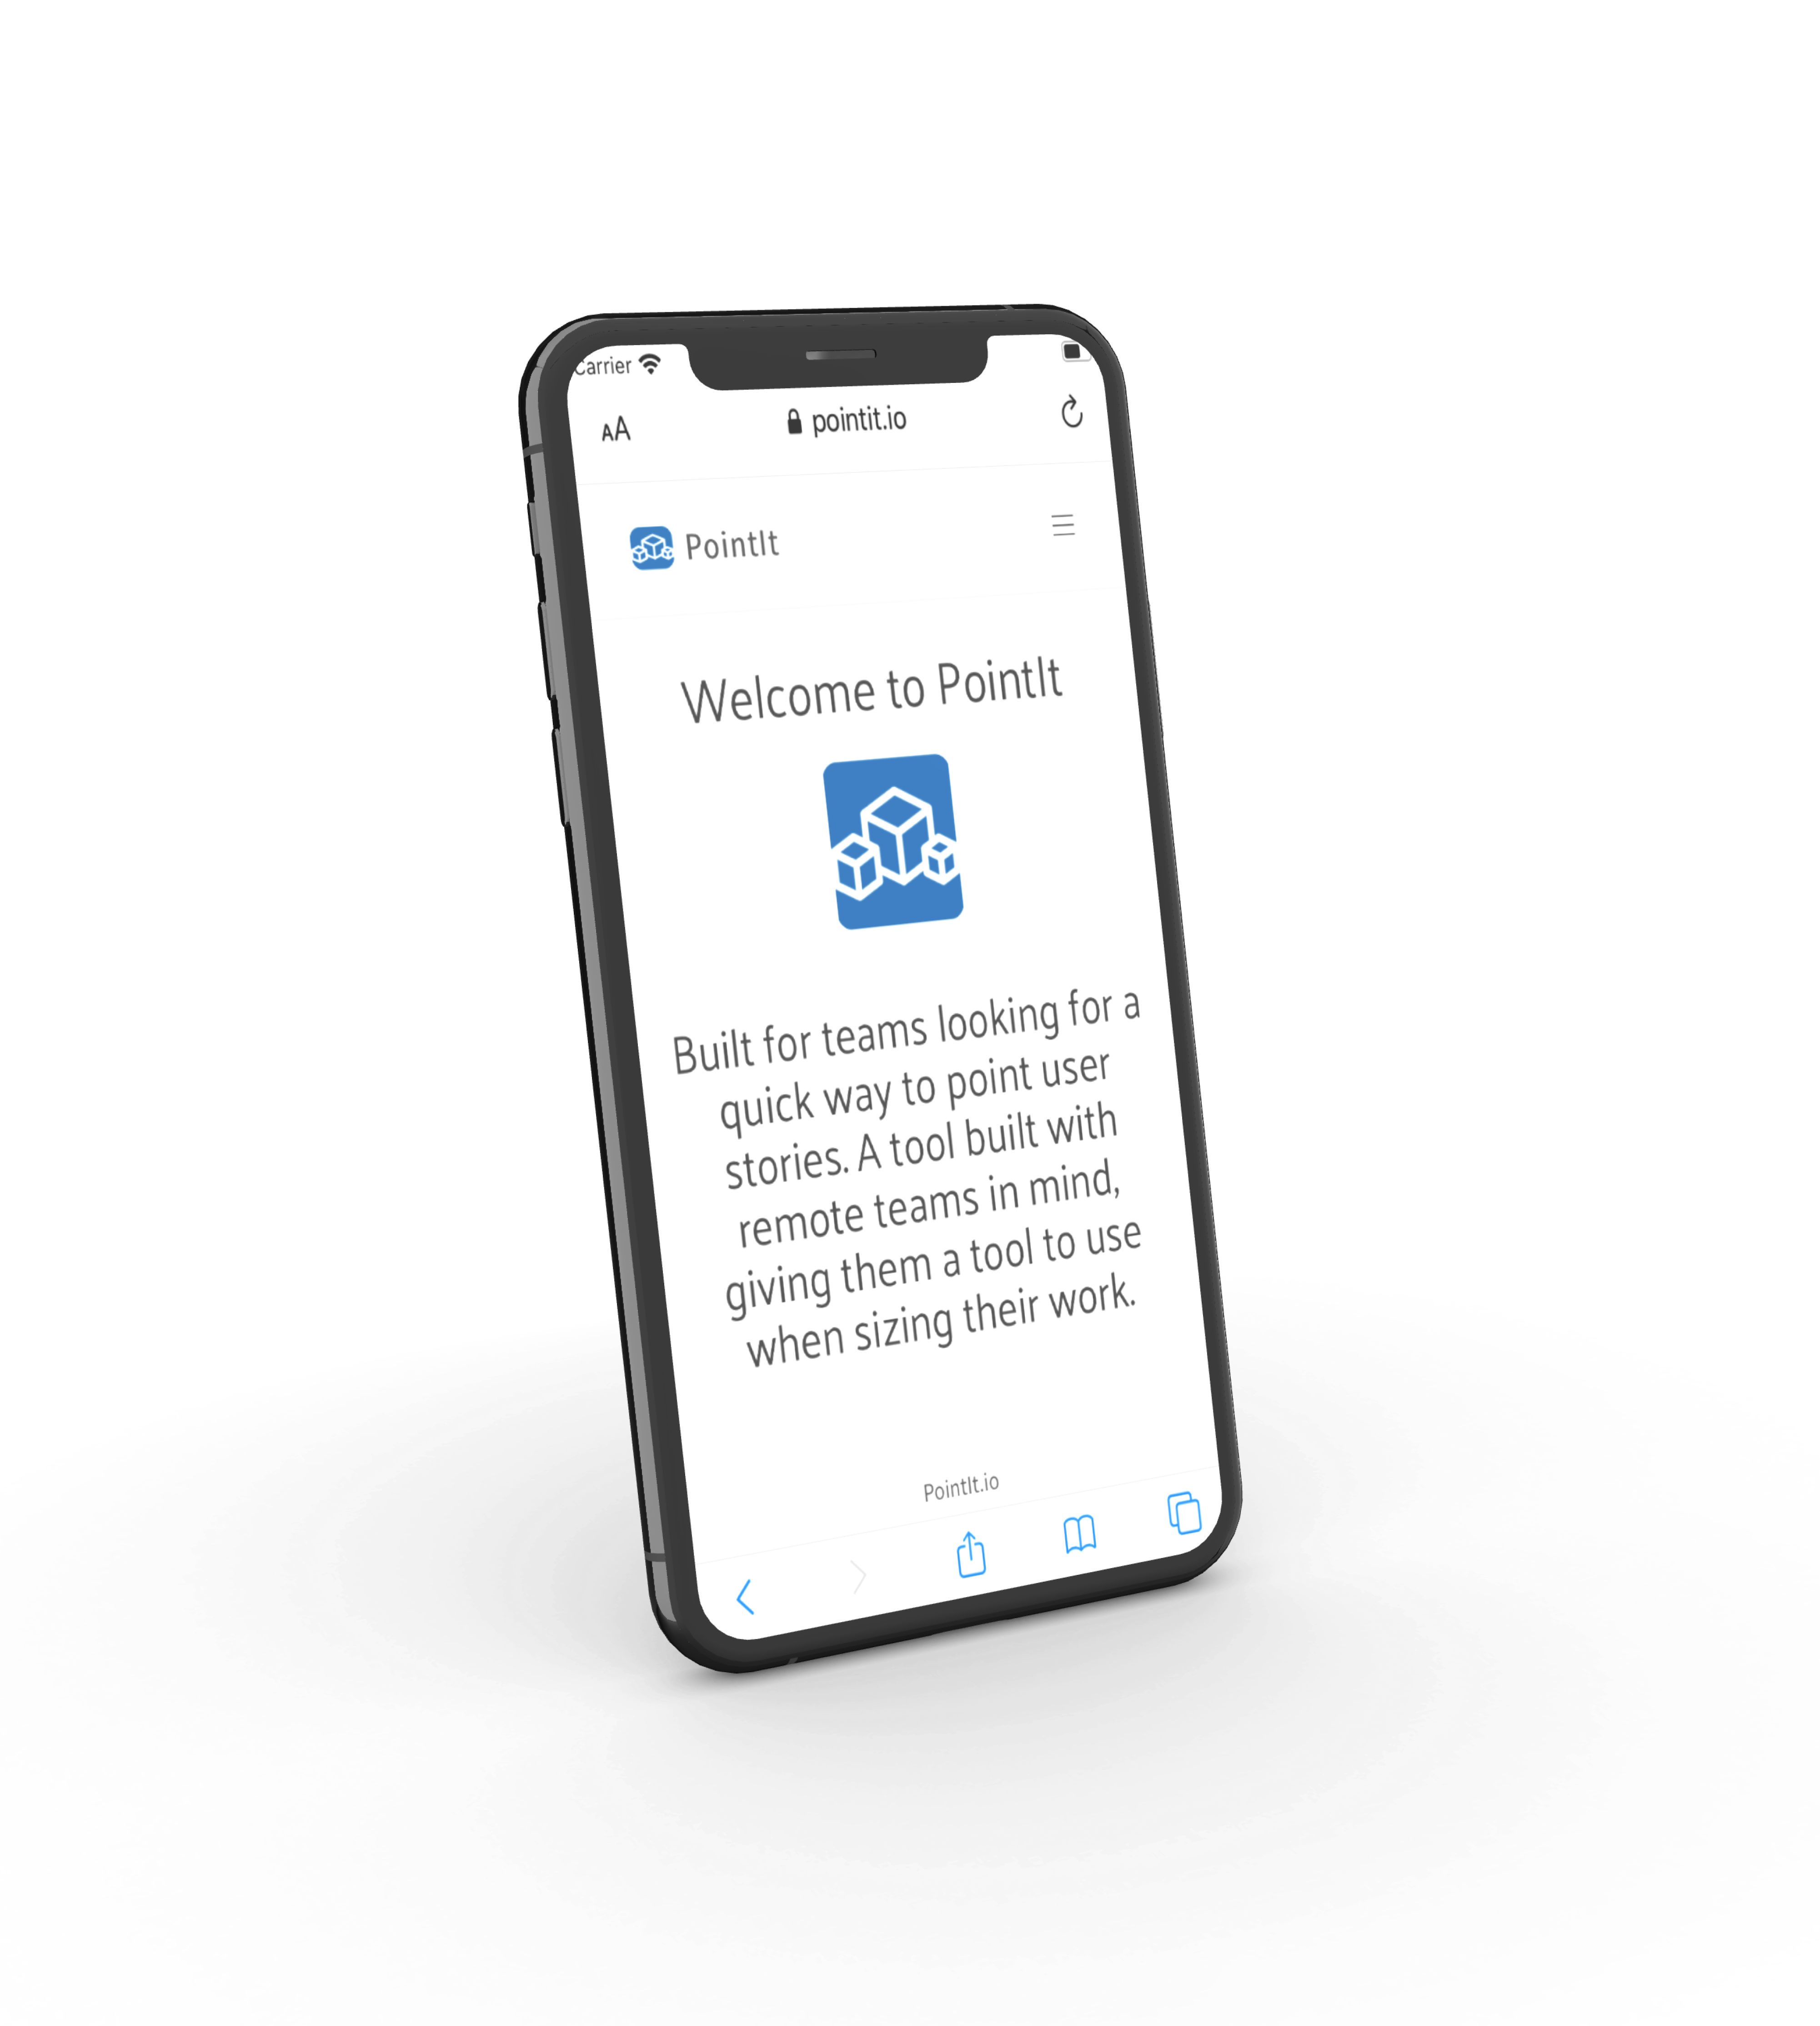 Carrier
AA
pointit.io
PointIt
Welcome to PointIt
Built for teams looking for a
quick way to point user
stories. A tool built with
remote teams in mind,
giving them a tool to use
when sizing their work.
PointIt.io